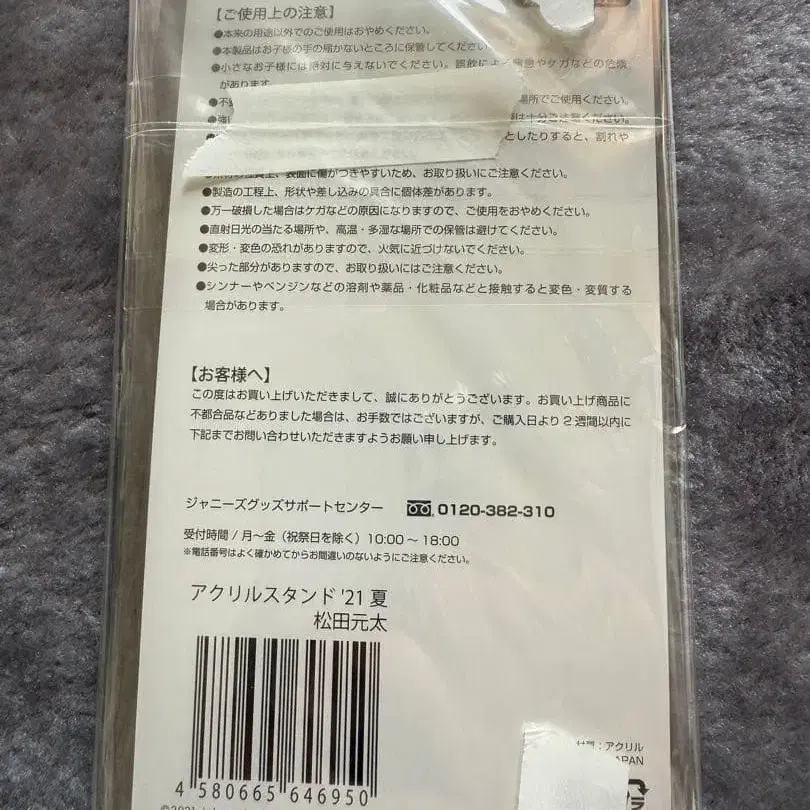 【ご使用上の注意】
●本来の用途以外でのご使用はおやめください。
●本製品はお子様の手の届かないところに保管してください
●小さなお子様には絶対に与えないでください。誤飲によ
があります
●不
場所でご使用ください。
●強
は十分ご注意ください。
としたりすると、割れや
表面に傷がつきやすいため、お取り扱いにご注意ください。
●製造の工程上、形状や差し込みの具合に個体差があります。
●万一破損した場合はケガなどの原因になりますので、ご使用をおやめください。
●直射日光の当たる場所や、高温・多湿な場所での保管は避けてください。
●変形・変色の恐れがありますので、火気に近づけないでください。
●尖った部分がありますので、お取り扱いにはご注意ください。
●シンナーやベンジンなどの溶剤や薬品・化粧品などと接触すると変色・変質する
場合があります。
【お客様へ】
この度はお買い上げいただきまして、誠にありがとうございます。お買い上げ商品に
不都合品などありました場合は、お手数ではございますが、ご購入日より2週間以内に
下記までお問い合わせいただきますようお願い申し上げます。
ジャニーズグッズサポートセンター 0120-382-310
受付時間/月〜金(祝祭日を除く)10:00〜18:00
※電話番号はよく確かめてからお間違いのないようにご注意ください。
アクリルスタンド '21 夏
松田元太
4 580665 646950
：アクリル
JAPAN
プラ